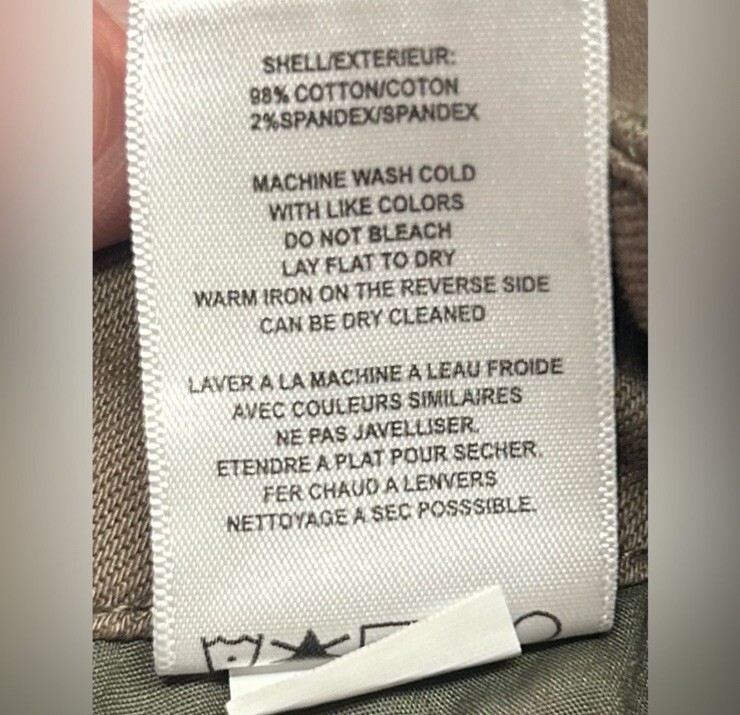 SHELL/EXTERIEUR:
98% COTTON/COTON
2%SPANDEX/SPANDEX
MACHINE WASH COLD
WITH LIKE COLORS
DO NOT BLEACH
LAY FLAT TO DRY
WARM IRON ON THE REVERSE SIDE
CAN BE DRY CLEANED
LAVER A LA MACHINE A LEAU FROIDE
AVEC COULEURS SIMILAIRES
NE PAS JAVELLISER.
ETENDRE A PLAT POUR SECHER.
FER CHAUD A LENVERS
NETTOYAGE A SEC POSSSIBLE.